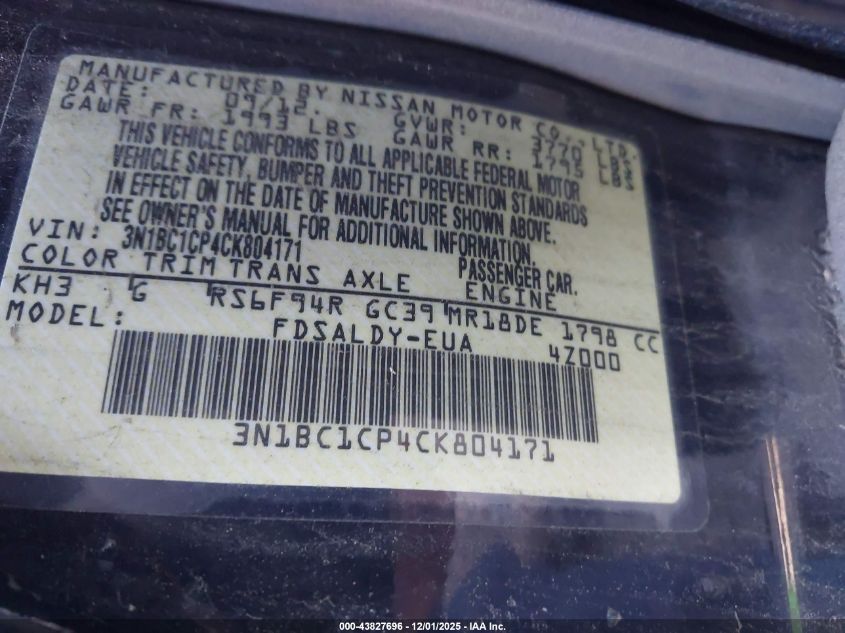 MANUFACTURED BY NISSAN MOTOR CO., LTD.
DATE: 09/12. GVWR: 3770 LBS
GAWR FR: 1993 LBS GAWR RR: 1795 LBS
THIS VEHICLE CONFORMS TO ALL APPLICABLE FEDERAL MOTOR
VEHICLE SAFETY, BUMPER AND THEFT PREVENTION STANDARDS
IN EFFECT ON THE DATE OF MANUFACTURE SHOWN ABOVE.
SEE OWNER'S MANUAL FOR ADDITIONAL INFORMATION.
VIN: 3N1BC1CP4CK804171 PASSENGER CAR.
COLOR TRIM TRANS AXLE ENGINE
KH3 G RS6F94R GC39 MR18DE 1798 CC
MODEL: FDSALDY-EUA 4Z000
3N1BC1CP4CK804171
000-43827696 - 12/01/2025 - IAA Inc.